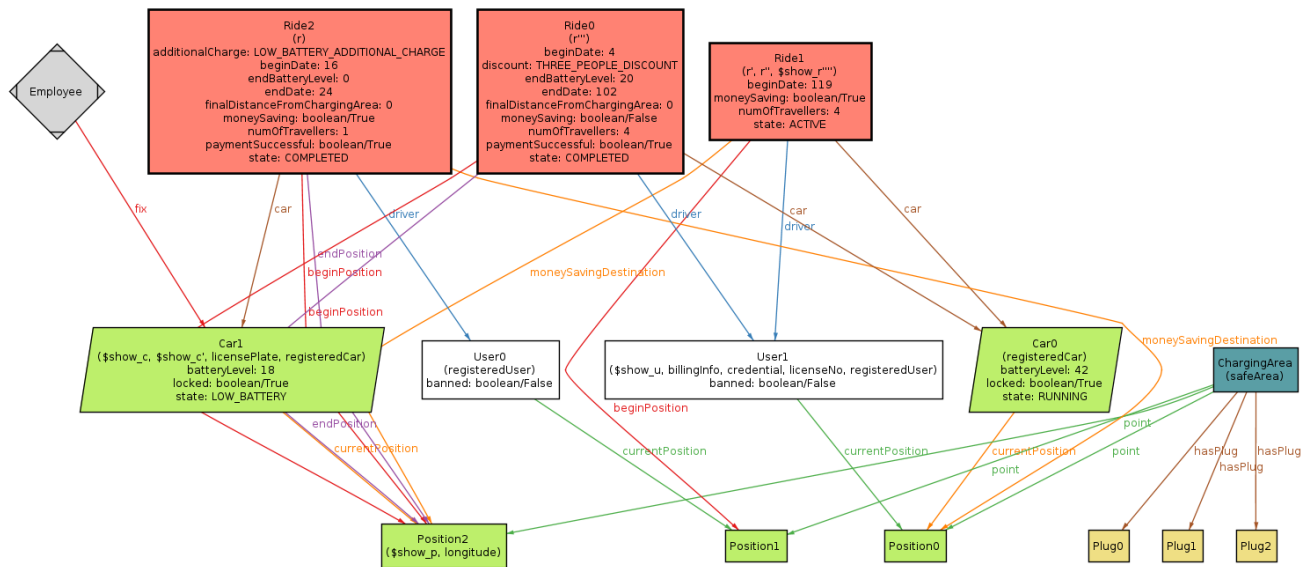 Ride2
(r)
additionalCharge: LOW_BATTERY_ADDITIONAL_CHARGE
beginDate: 16
endBatteryLevel: 0
endDate: 24
finalDistanceFromChargingArea: 0
moneySaving: boolean/True
numOfTravellers: 1
paymentSuccessful: boolean/True
state: COMPLETED
Ride0
(r''')
beginDate: 4
discount: THREE_PEOPLE_DISCOUNT
endBatteryLevel: 20
endDate: 102
finalDistanceFromChargingArea: 0
moneySaving: boolean/False
numOfTravellers: 4
paymentSuccessful: boolean/True
state: COMPLETED
Ride1
(r', r'', $show_r'''')
beginDate: 119
moneySaving: boolean/True
numOfTravellers: 4
state: ACTIVE
Employee
fix
car
driver
driver
car
driver
car
endPosition
beginPosition
moneySavingDestination
beginPosition
moneySavingDestination
Car1
($show_c, $show_c', licensePlate, registeredCar)
batteryLevel: 18
locked: boolean/True
state: LOW_BATTERY
User0
(registeredUser)
banned: boolean/False
User1
($show_u, billingInfo, credential, licenseNo, registeredUser)
banned: boolean/False
Car0
(registeredCar)
batteryLevel: 42
locked: boolean/True
state: RUNNING
ChargingArea
(safeArea)
beginPosition
endPosition
currentPosition
currentPosition
currentPosition
currentPosition
point
point
point
hasPlug
hasPlug
hasPlug
Position2
($show_p, longitude)
Position1
Position0
Plug0
Plug1
Plug2